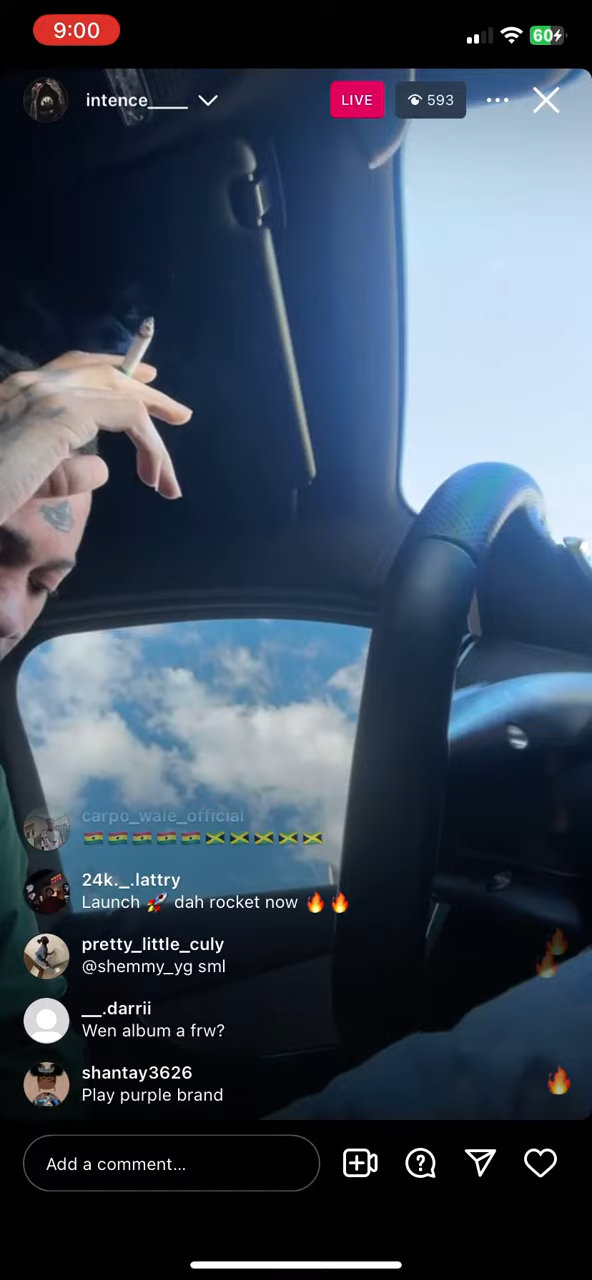 9:00
60
intence____
LIVE
593
carpo_wale_official
🇬🇭🇬🇭🇬🇭🇬🇭🇬🇭🇯🇲🇯🇲🇯🇲🇯🇲🇯🇲
24k._.lattry
Launch 🚀 dah rocket now 🔥🔥
pretty_little_culy
@shemmy_yg sml
__.darrii
Wen album a frw?
shantay3626
Play purple brand
Add a comment...